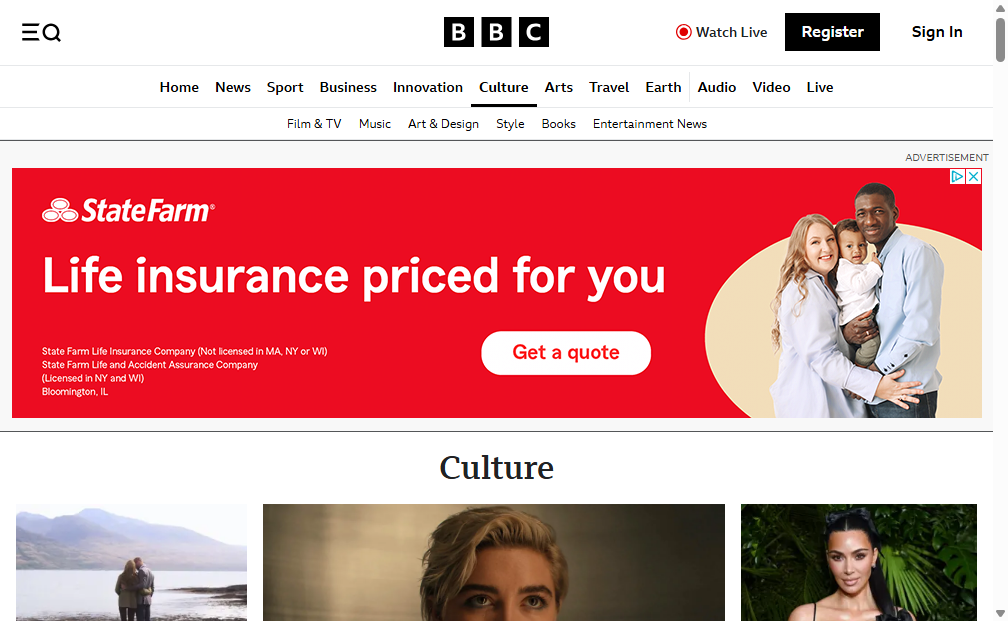 BBC
Watch Live
Register
Sign In
Home News Sport Business Innovation Culture Arts Travel Earth Audio Video Live
Film & TV Music Art & Design Style Books Entertainment News
ADVERTISEMENT
State Farm®
Life insurance priced for you
State Farm Life Insurance Company (Not licensed in MA, NY or WI)
State Farm Life and Accident Assurance Company
(Licensed in NY and WI)
Bloomington, IL
Get a quote
Culture